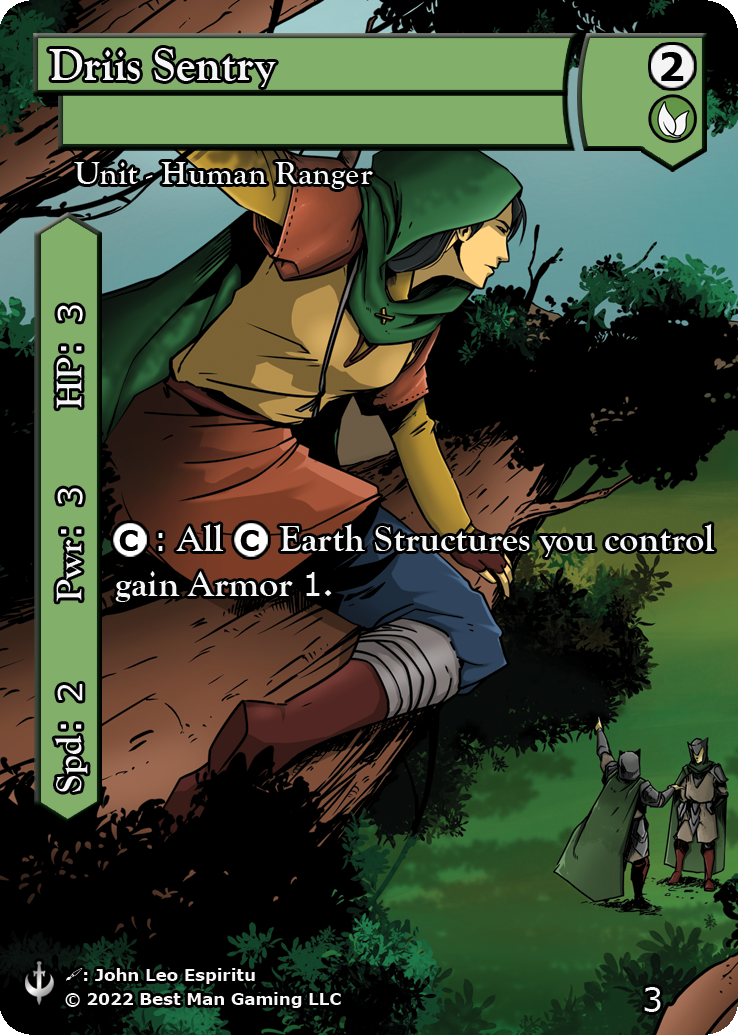 Driis Sentry
2
Unit - Human Ranger
HP: 3
Pwr: 3
Spd: 2
C : All C Earth Structures you control
gain Armor 1.
: John Leo Espiritu
© 2022 Best Man Gaming LLC
3